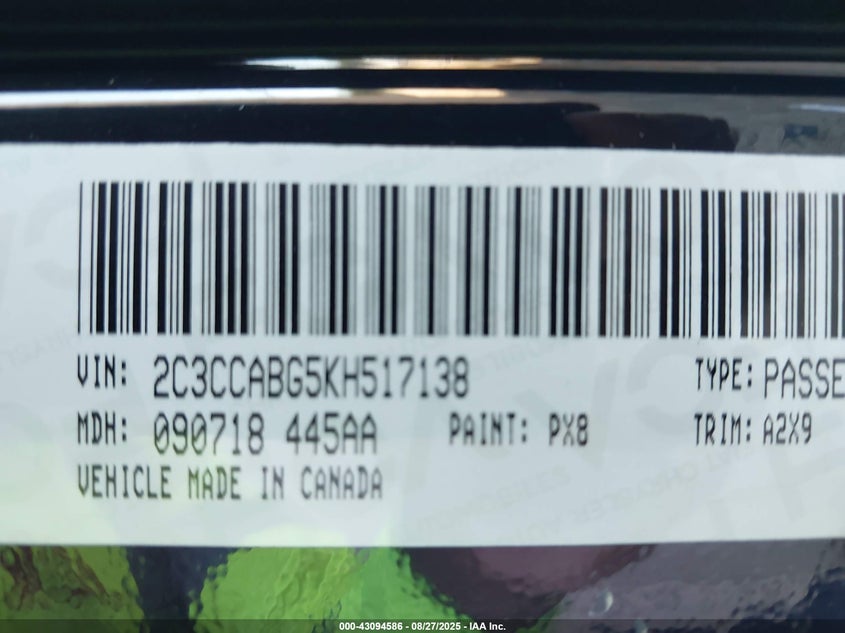 VIN: 2C3CCABG5KH517138 TYPE: PASSE
MDH: 090718 445AA PAINT: PX8 TRIM: A2X9
VEHICLE MADE IN CANADA
000-43094586 - 08/27/2025 - IAA Inc.